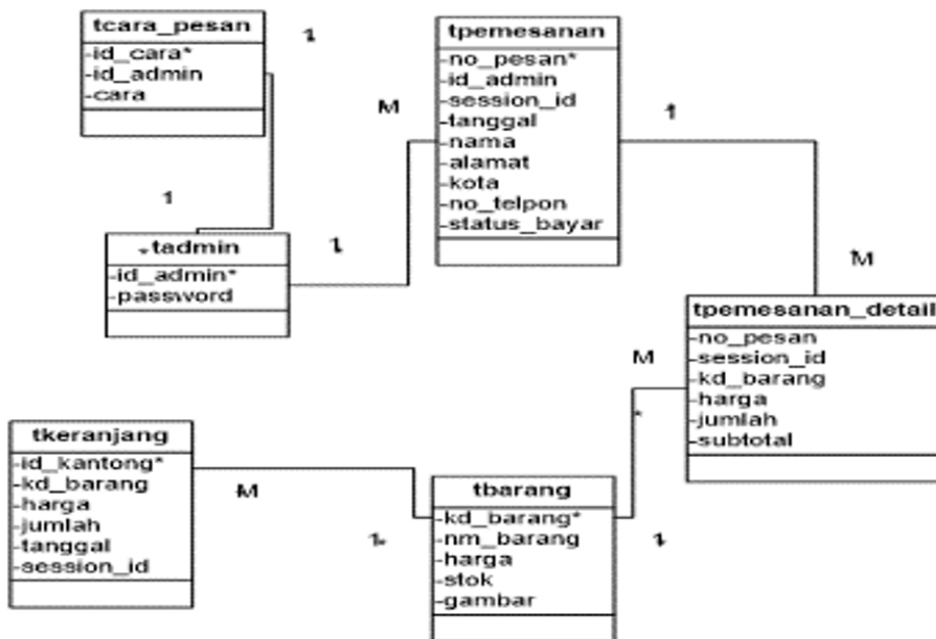 tcara_pesan
-id_cara*
-id_admin
-cara
1
tpemesanan
-no_pesan*
-id_admin
-session_id
-tanggal
-nama
-alamat
-kota
-no_telpon
-status_bayar
M
1
1
tadmin
-id_admin*
-password
1
M
tpemesanan_detail
-no_pesan
-session_id
-kd_barang
-harga
-jumlah
-subtotal
M
*
tkeranjang
-id_kantong*
-kd_barang
-harga
-jumlah
-tanggal
-session_id
M
1
tbarang
-kd_barang*
-nm_barang
-harga
-stok
-gambar
1